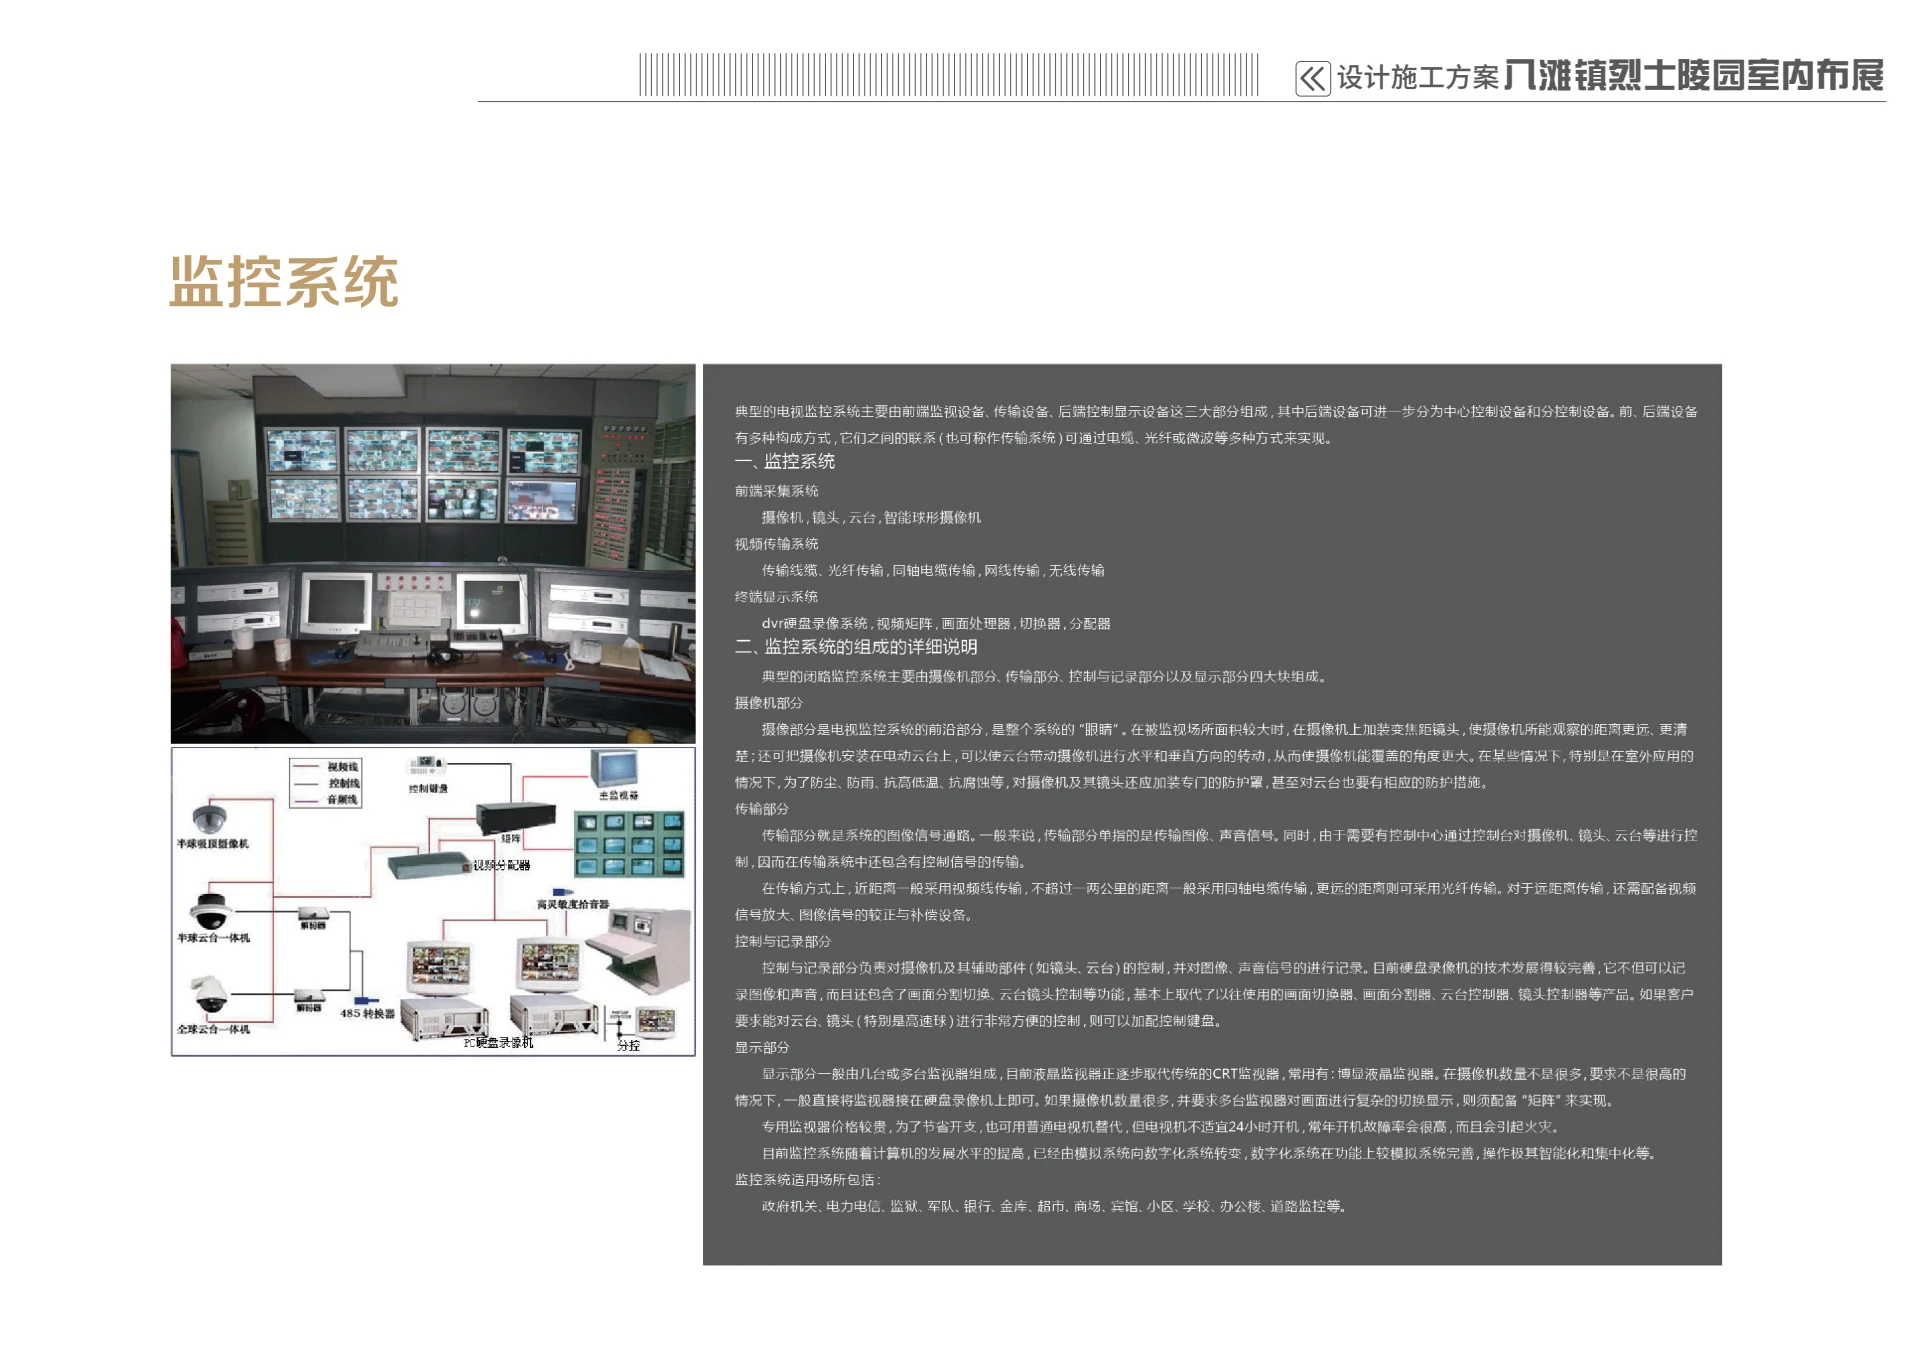 设计施工方案 八滩镇烈士陵园室内布展
监控系统
视频线
控制线
音频线
控制键盘
主监视器
半球吸顶摄像机
矩阵
视频分配器
高灵敏度拾音器
半球云台一体机
解码器
全球云台一体机
解码器
485 转换器
PC硬盘录像机
分控
典型的电视监控系统主要由前端监视设备、传输设备、后端控制显示设备这三大部分组成,其中后端设备可进一步分为中心控制设备和分控制设备。前、后端设备
有多种构成方式,它们之间的联系(也可称作传输系统)可通过电缆、光纤或微波等多种方式来实现。
一、监控系统
前端采集系统
摄像机,镜头,云台,智能球形摄像机
视频传输系统
传输线缆、光纤传输,同轴电缆传输,网线传输,无线传输
终端显示系统
dvr硬盘录像系统,视频矩阵,画面处理器,切换器,分配器
二、监控系统的组成的详细说明
典型的闭路监控系统主要由摄像机部分、传输部分、控制与记录部分以及显示部分四大块组成。
摄像机部分
摄像部分是电视监控系统的前沿部分,是整个系统的“眼睛”。在被监视场所面积较大时,在摄像机上加装变焦距镜头,使摄像机所能观察的距离更远、更清
楚;还可把摄像机安装在电动云台上,可以使云台带动摄像机进行水平和垂直方向的转动,从而使摄像机能覆盖的角度更大。在某些情况下,特别是在室外应用的
情况下,为了防尘、防雨、抗高低温、抗腐蚀等,对摄像机及其镜头还应加装专门的防护罩,甚至对云台也要有相应的防护措施。
传输部分
传输部分就是系统的图像信号通路。一般来说,传输部分单指的是传输图像、声音信号。同时,由于需要有控制中心通过控制台对摄像机、镜头、云台等进行控
制,因而在传输系统中还包含有控制信号的传输。
在传输方式上,近距离一般采用视频线传输,不超过一两公里的距离一般采用同轴电缆传输,更远的距离则可采用光纤传输。对于远距离传输,还需配备视频
信号放大、图像信号的较正与补偿设备。
控制与记录部分
控制与记录部分负责对摄像机及其辅助部件(如镜头、云台)的控制,并对图像、声音信号的进行记录。目前硬盘录像机的技术发展得较完善,它不但可以记
录图像和声音,而且还包含了画面分割切换、云台镜头控制等功能,基本上取代了以往使用的画面切换器、画面分割器、云台控制器、镜头控制器等产品。如果客户
要求能对云台、镜头(特别是高速球)进行非常方便的控制,则可以加配控制键盘。
显示部分
显示部分一般由几台或多台监视器组成,目前液晶监视器正逐步取代传统的CRT监视器,常用有:博显液晶监视器。在摄像机数量不是很多,要求不是很高的
情况下,一般直接将监视器接在硬盘录像机上即可。如果摄像机数量很多,并要求多台监视器对画面进行复杂的切换显示,则须配备“矩阵”来实现。
专用监视器价格较贵,为了节省开支,也可用普通电视机替代,但电视机不适宜24小时开机,常年开机故障率会很高,而且会引起火灾。
目前监控系统随着计算机的发展水平的提高,已经由模拟系统向数字化系统转变,数字化系统在功能上较模拟系统完善,操作极其智能化和集中化等。
监控系统适用场所包括:
政府机关、电力电信、监狱、军队、银行、金库、超市、商场、宾馆、小区、学校、办公楼、道路监控等。